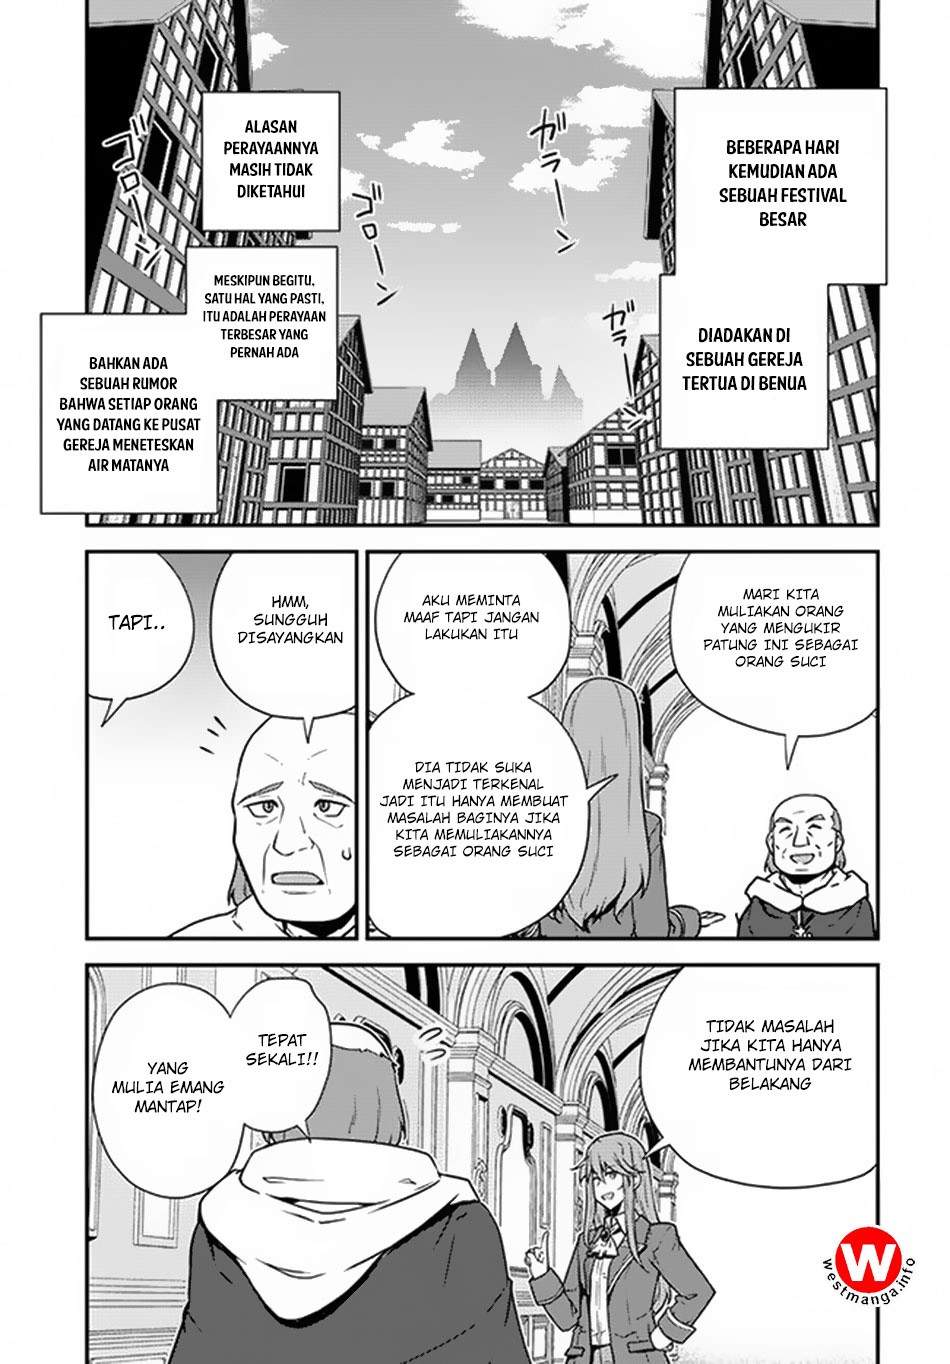 BEBERAPA HARI
KEMUDIAN ADA
SEBUAH FESTIVAL
BESAR
DIADAKAN DI
SEBUAH GEREJA
TERTUA DI BENUA
ガラーン
ゴローン
ガラーン
ゴローン
ALASAN
PERAYAANNYA
MASIH TIDAK
DIKETAHUI
MESKIPUN BEGITU,
SATU HAL YANG PASTI,
ITU ADALAH PERAYAAN
TERBESAR YANG
PERNAH ADA
BAHKAN ADA
SEBUAH RUMOR
BAHWA SETIAP ORANG
YANG DATANG KE PUSAT
GEREJA MENETESKAN
AIR MATANYA
MARI KITA
MULIAKAN ORANG
YANG MENGUKIR
PATUNG INI SEBAGAI
ORANG SUCI
AKU MEMINTA
MAAF TAPI JANGAN
LAKUKAN ITU
DIA TIDAK SUKA
MENJADI TERKENAL
JADI ITU HANYA MEMBUAT
MASALAH BAGINYA JIKA
KITA MEMULIAKANNYA
SEBAGAI ORANG SUCI
HMM,
SUNGGUH
DISAYANGKAN
TAPI..
TIDAK MASALAH
JIKA KITA HANYA
MEMBANTUNYA DARI
BELAKANG
TEPAT
SEKALI!!
YANG
MULIA EMANG
MANTAP!
W
westmanga.info